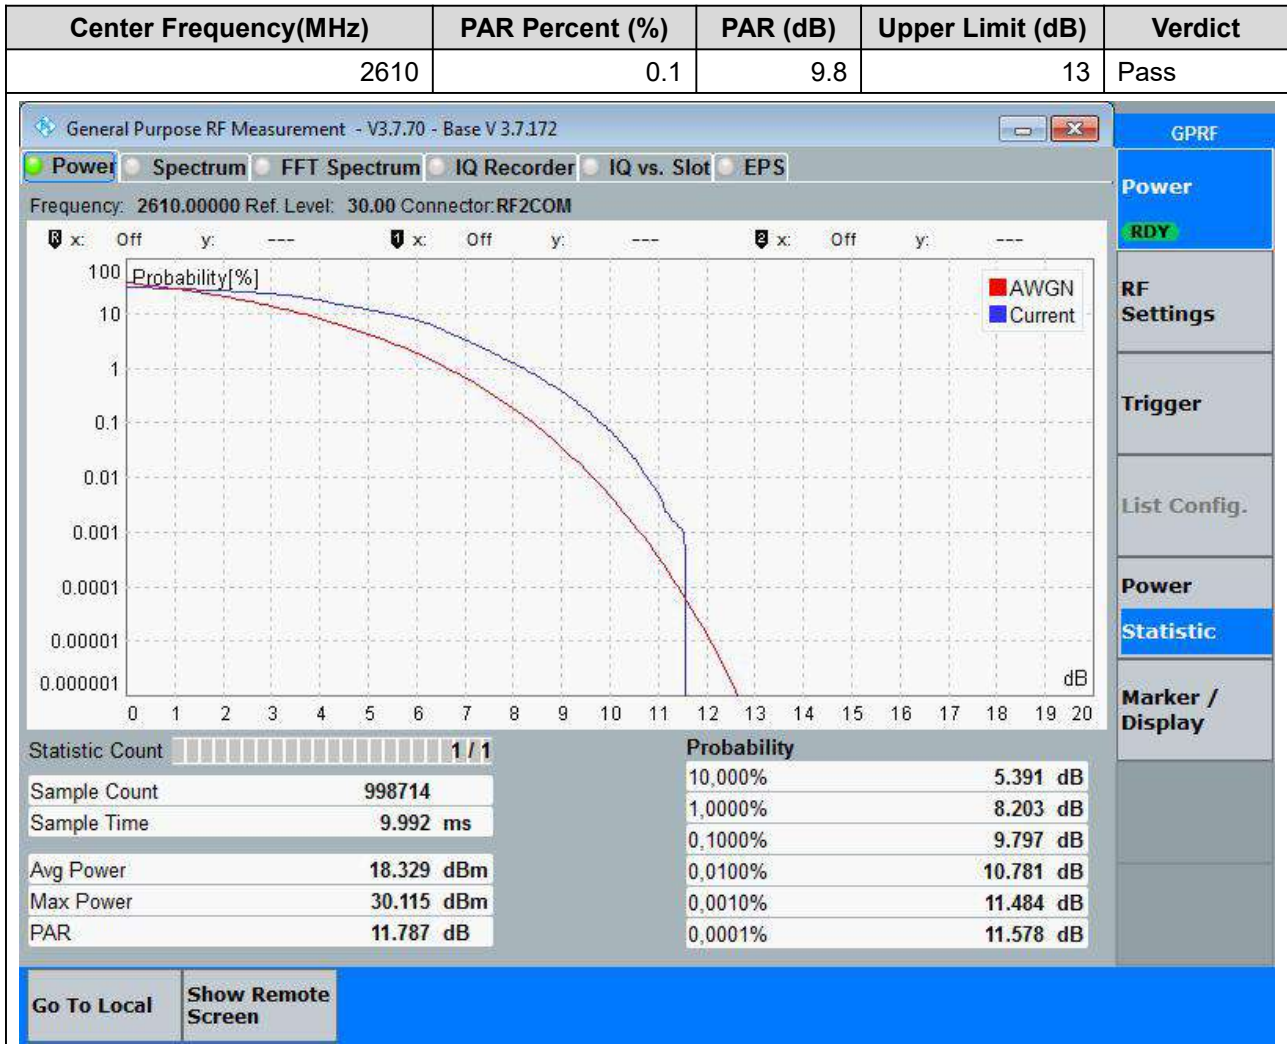 Center Frequency(MHz) PAR Percent (%) PAR (dB) Upper Limit (dB) Verdict
2610 0.1 9.8 13 Pass
General Purpose RF Measurement - V3.7.70 - Base V 3.7.172
GPRF
Power Spectrum FFT Spectrum IQ Recorder IQ vs. Slot EPS
Frequency: 2610.00000 Ref. Level: 30.00 Connector: RF2COM
R x: Off y: --- 1 x: Off y: --- 2 x: Off y: ---
Probability[%]
100
10
1
0.1
0.01
0.001
0.0001
0.00001
0.000001
AWGN
Current
dB
0 1 2 3 4 5 6 7 8 9 10 11 12 13 14 15 16 17 18 19 20
Statistic Count 1 / 1
Sample Count 998714
Sample Time 9.992 ms
Avg Power 18.329 dBm
Max Power 30.115 dBm
PAR 11.787 dB
Probability
10,000% 5.391 dB
1,0000% 8.203 dB
0,1000% 9.797 dB
0,0100% 10.781 dB
0,0010% 11.484 dB
0,0001% 11.578 dB
Power
RDY
RF
Settings
Trigger
List Config.
Power
Statistic
Marker /
Display
Go To Local
Show Remote
Screen